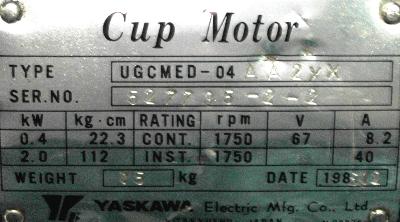 Cup Motor
TYPE UGCMED-04AA2XX
SER.NO.
kW kg·cm RATING rpm V A
0.4 22.3 CONT. 1750 67 8.2
2.0 112 INST. 1750 40
WEIGHT kg DATE
YASKAWA Electric Mfg. Co., Ltd.